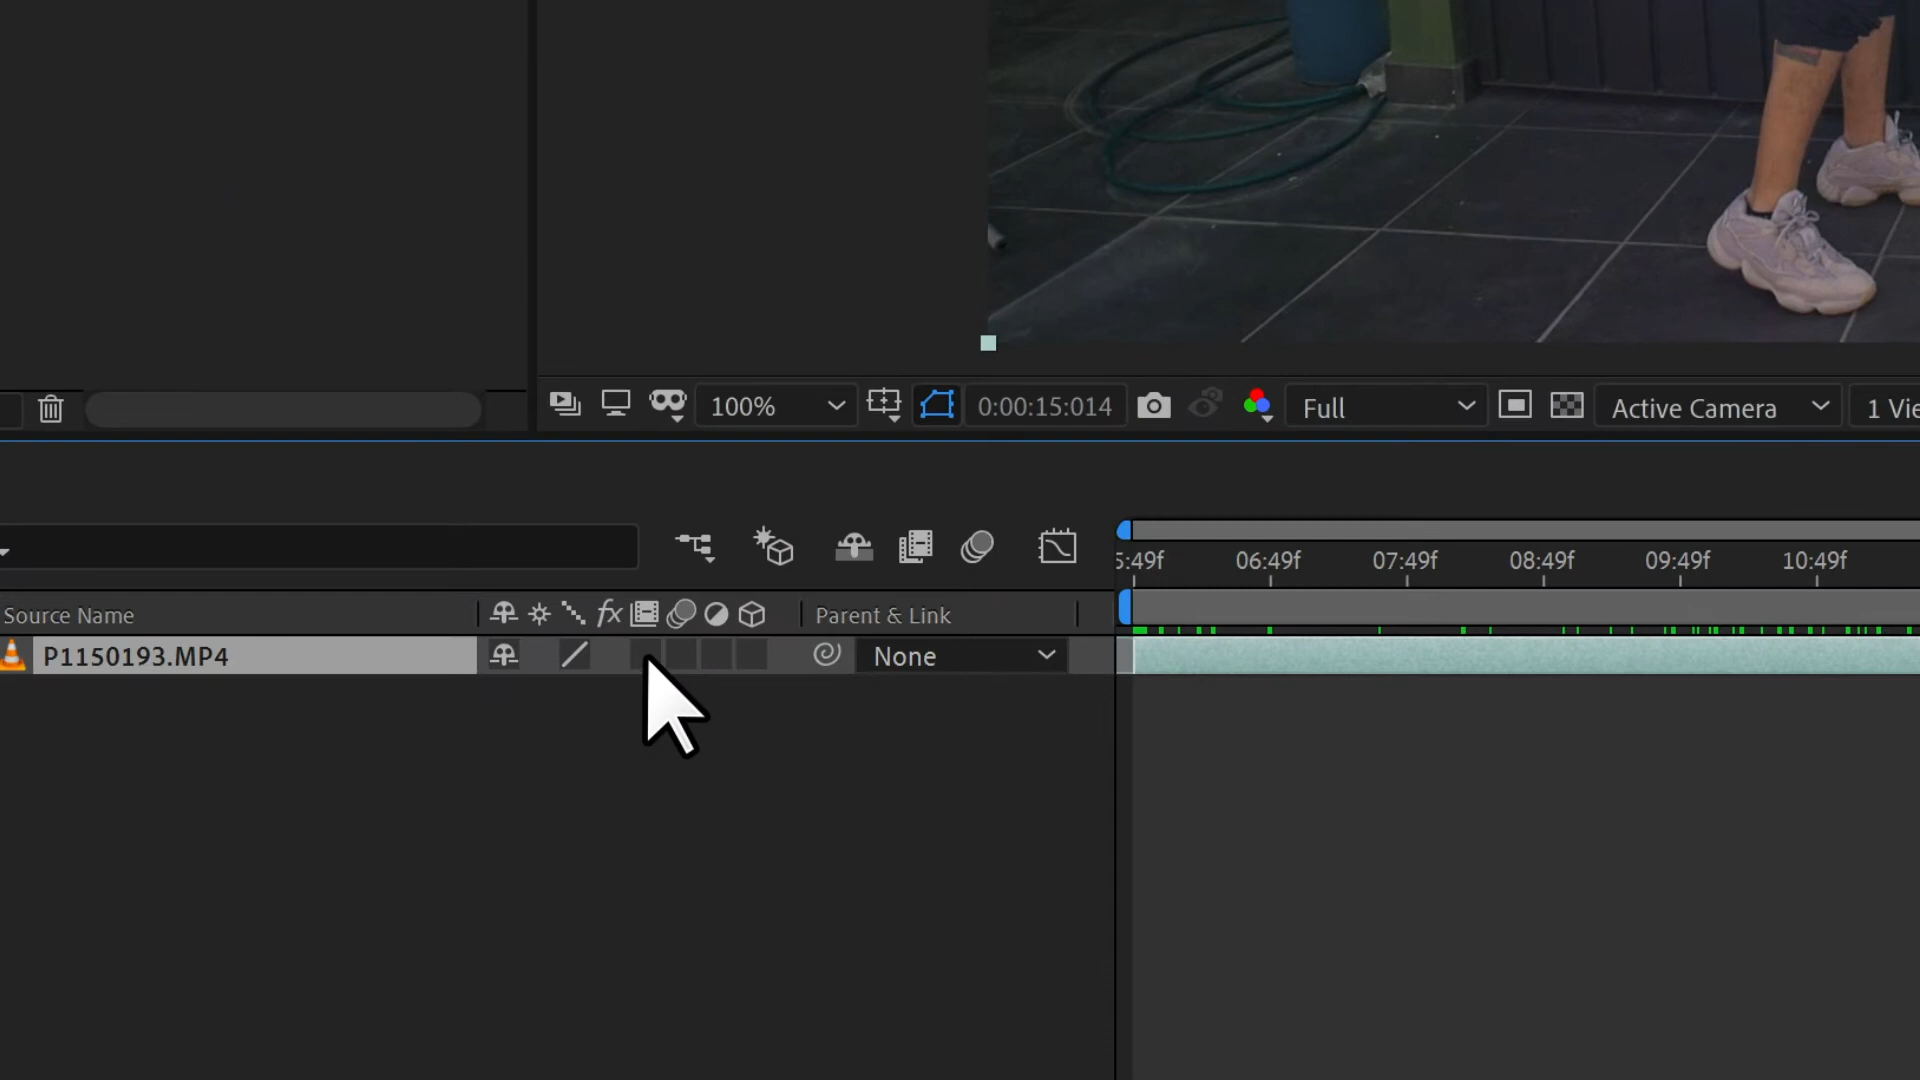 100%
0:00:15:014
Full
Active Camera
1 Vie
5:49f
06:49f
07:49f
08:49f
09:49f
10:49f
Source Name
fx
Parent & Link
P1150193.MP4
None